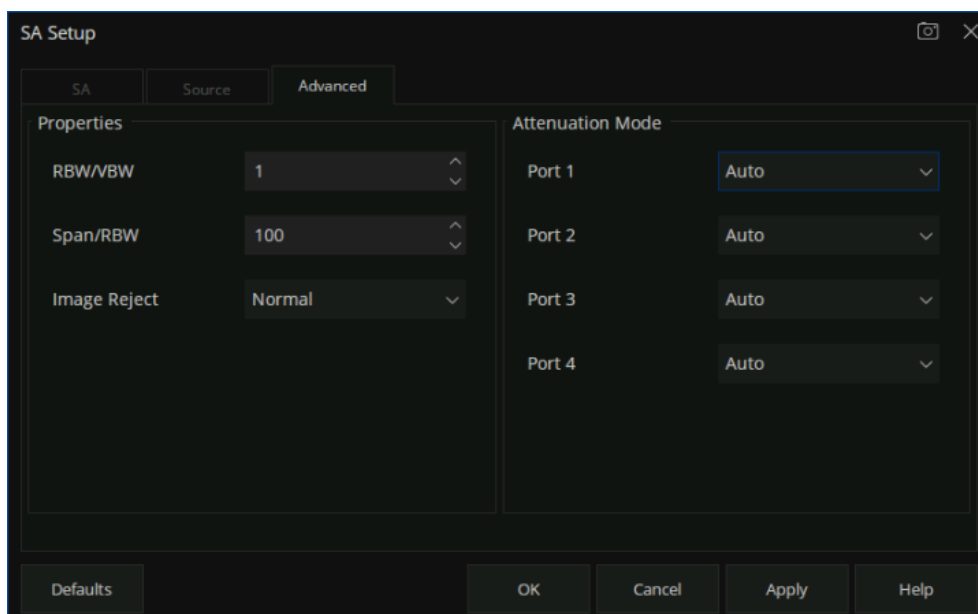 SA Setup
SA Source Advanced
Properties
RBW/VBW 1
Span/RBW 100
Image Reject Normal
Attenuation Mode
Port 1 Auto
Port 2 Auto
Port 3 Auto
Port 4 Auto
Defaults OK Cancel Apply Help